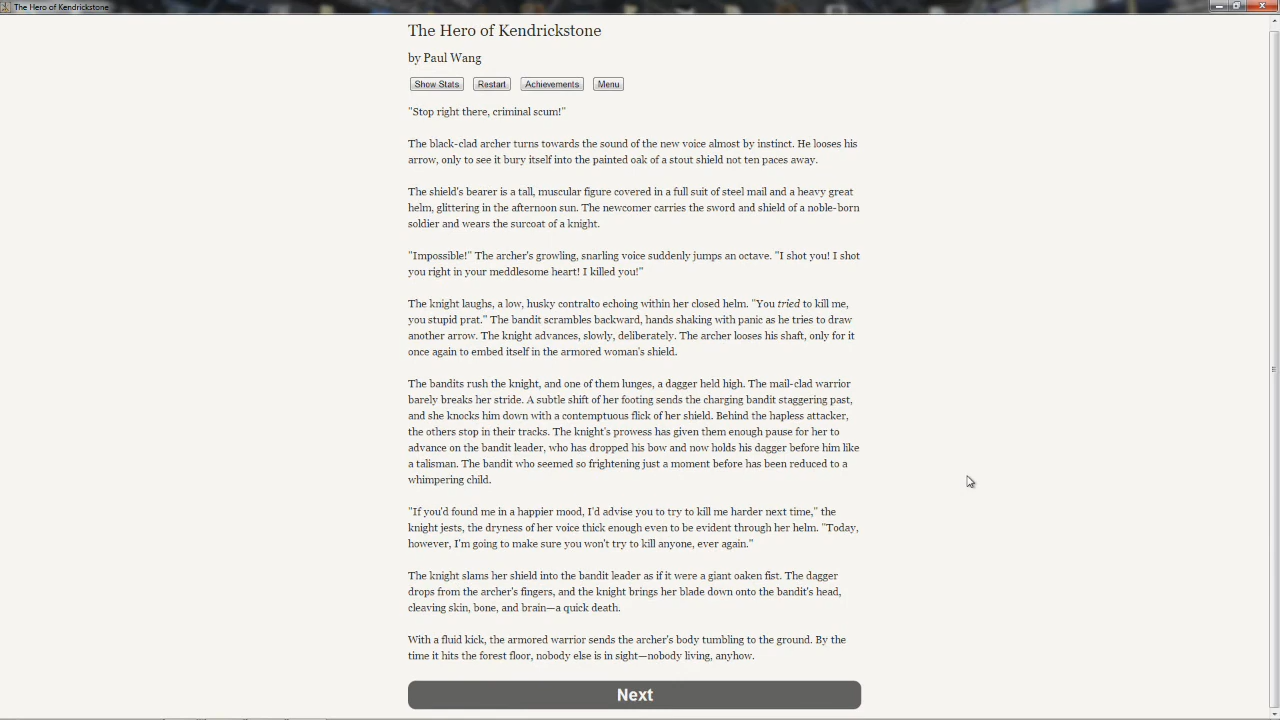 The Hero of Kendrickstone
The Hero of Kendrickstone
by Paul Wang
Show Stats Restart Achievements Menu
"Stop right there, criminal scum!"
The black-clad archer turns towards the sound of the new voice almost by instinct. He looses his
arrow, only to see it bury itself into the painted oak of a stout shield not ten paces away.
The shield's bearer is a tall, muscular figure covered in a full suit of steel mail and a heavy great
helm, glittering in the afternoon sun. The newcomer carries the sword and shield of a noble-born
soldier and wears the surcoat of a knight.
"Impossible!" The archer's growling, snarling voice suddenly jumps an octave. "I shot you! I shot
you right in your meddlesome heart! I killed you!"
The knight laughs, a low, husky contralto echoing within her closed helm. "You tried to kill me,
you stupid prat." The bandit scrambles backward, hands shaking with panic as he tries to draw
another arrow. The knight advances, slowly, deliberately. The archer looses his shaft, only for it
once again to embed itself in the armored woman's shield.
The bandits rush the knight, and one of them lunges, a dagger held high. The mail-clad warrior
barely breaks her stride. A subtle shift of her footing sends the charging bandit staggering past,
and she knocks him down with a contemptuous flick of her shield. Behind the hapless attacker,
the others stop in their tracks. The knight's prowess has given them enough pause for her to
advance on the bandit leader, who has dropped his bow and now holds his dagger before him like
a talisman. The bandit who seemed so frightening just a moment before has been reduced to a
whimpering child.
"If you'd found me in a happier mood, I'd advise you to try to kill me harder next time," the
knight jests, the dryness of her voice thick enough even to be evident through her helm. "Today,
however, I'm going to make sure you won't try to kill anyone, ever again."
The knight slams her shield into the bandit leader as if it were a giant oaken fist. The dagger
drops from the archer's fingers, and the knight brings her blade down onto the bandit's head,
cleaving skin, bone, and brain—a quick death.
With a fluid kick, the armored warrior sends the archer's body tumbling to the ground. By the
time it hits the forest floor, nobody else is in sight—nobody living, anyhow.
Next